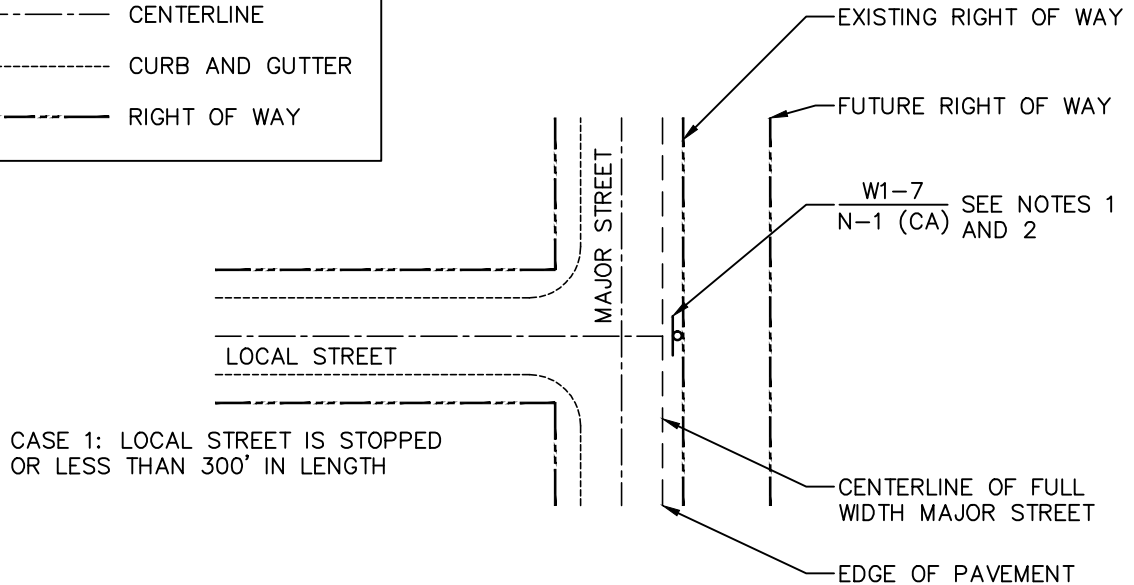 CENTERLINE
CURB AND GUTTER
RIGHT OF WAY
EXISTING RIGHT OF WAY
FUTURE RIGHT OF WAY
W1-7
N-1 (CA)
SEE NOTES 1
AND 2
MAJOR STREET
LOCAL STREET
CASE 1: LOCAL STREET IS STOPPED
OR LESS THAN 300' IN LENGTH
CENTERLINE OF FULL
WIDTH MAJOR STREET
EDGE OF PAVEMENT